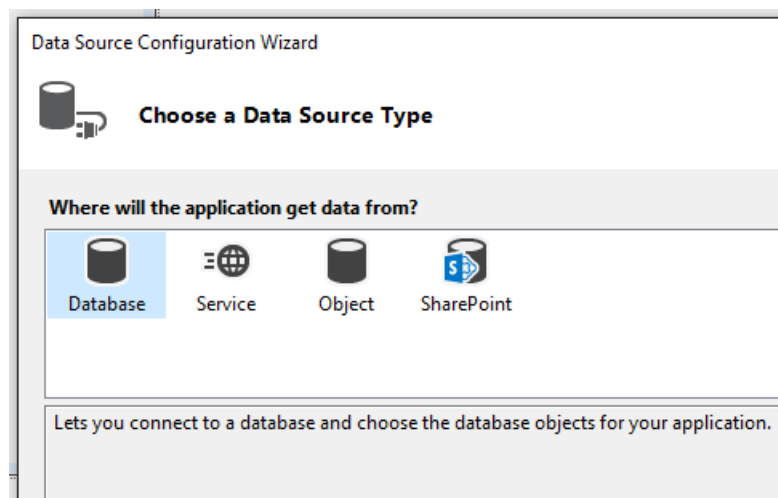 Data Source Configuration Wizard
Choose a Data Source Type
Where will the application get data from?
Database Service Object SharePoint
Lets you connect to a database and choose the database objects for your application.